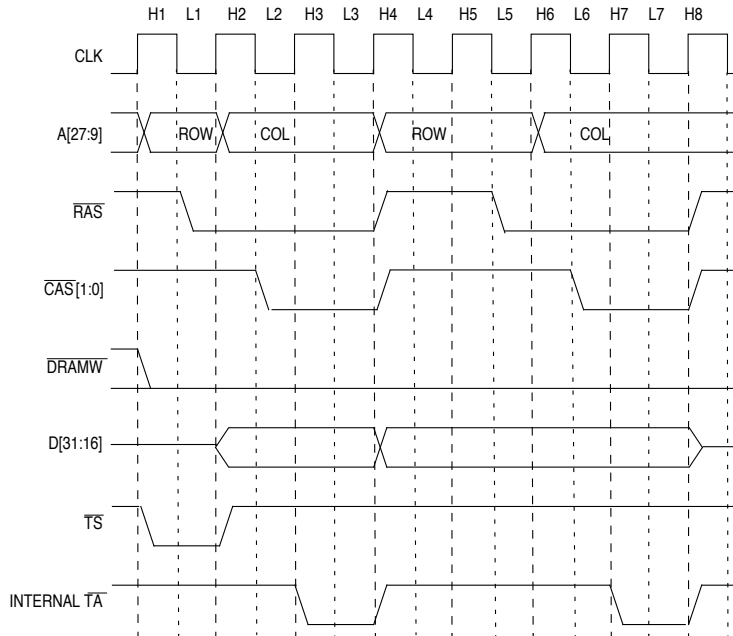 H1 L1 H2 L2 H3 L3 H4 L4 H5 L5 H6 L6 H7 L7 H8
CLK
A[27:9] ROW COL ROW COL
RAS
CAS[1:0]
DRAMW
D[31:16]
TS
INTERNAL TA